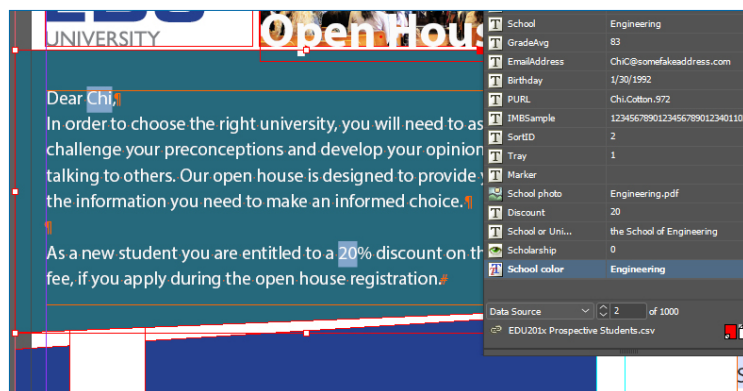 UNIVERSITY
Open Hous
Dear Chi,
In order to choose the right university, you will need to as
challenge your preconceptions and develop your opinion
talking to others. Our open house is designed to provide y
the information you need to make an informed choice.
As a new student you are entitled to a 20% discount on th
fee, if you apply during the open house registration.
School Engineering
GradeAvg 83
EmailAddress ChiC@somefakeaddress.com
Birthday 1/30/1992
PURL Chi.Cotton.972
IMBSample 1234567890123456789012340110
SortID 2
Tray 1
Marker
School photo Engineering.pdf
Discount 20
School or Uni... the School of Engineering
Scholarship 0
School color Engineering
Data Source 2 of 1000
EDU201x Prospective Students.csv